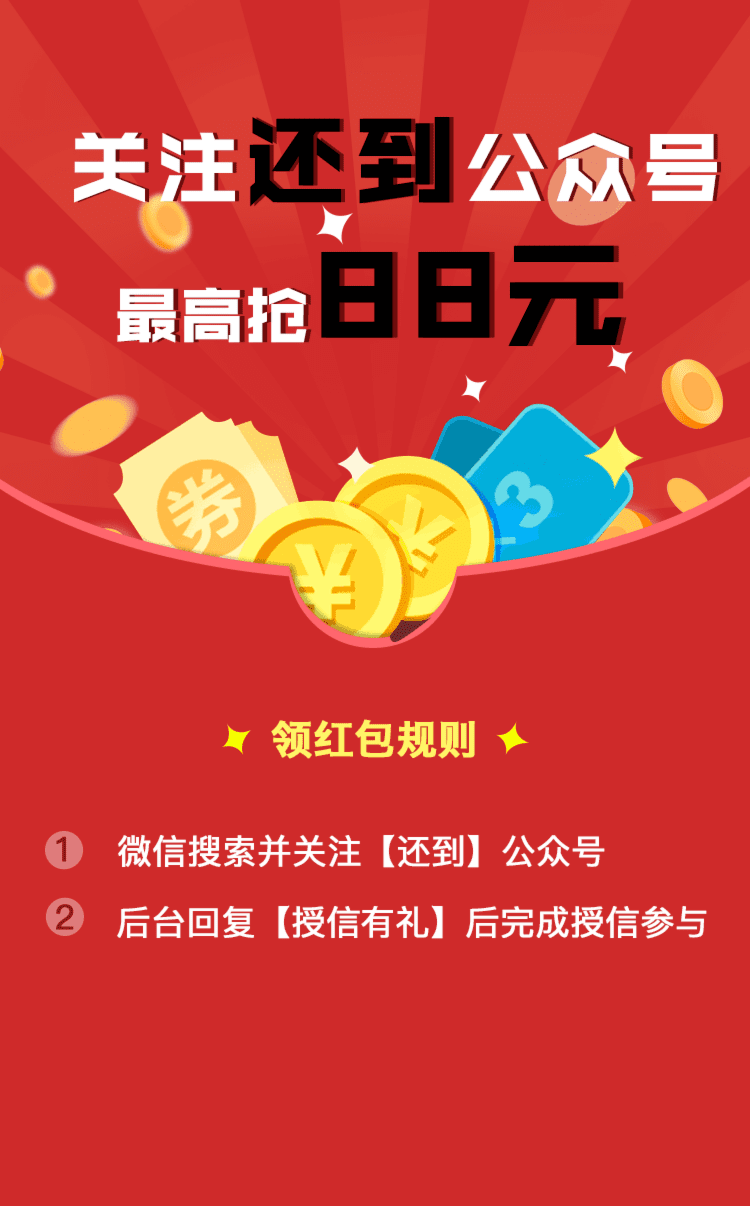 关注还到公众号
最高抢88元
券
¥
¥
3
领红包规则
1 微信搜索并关注【还到】公众号
2 后台回复【授信有礼】后完成授信参与